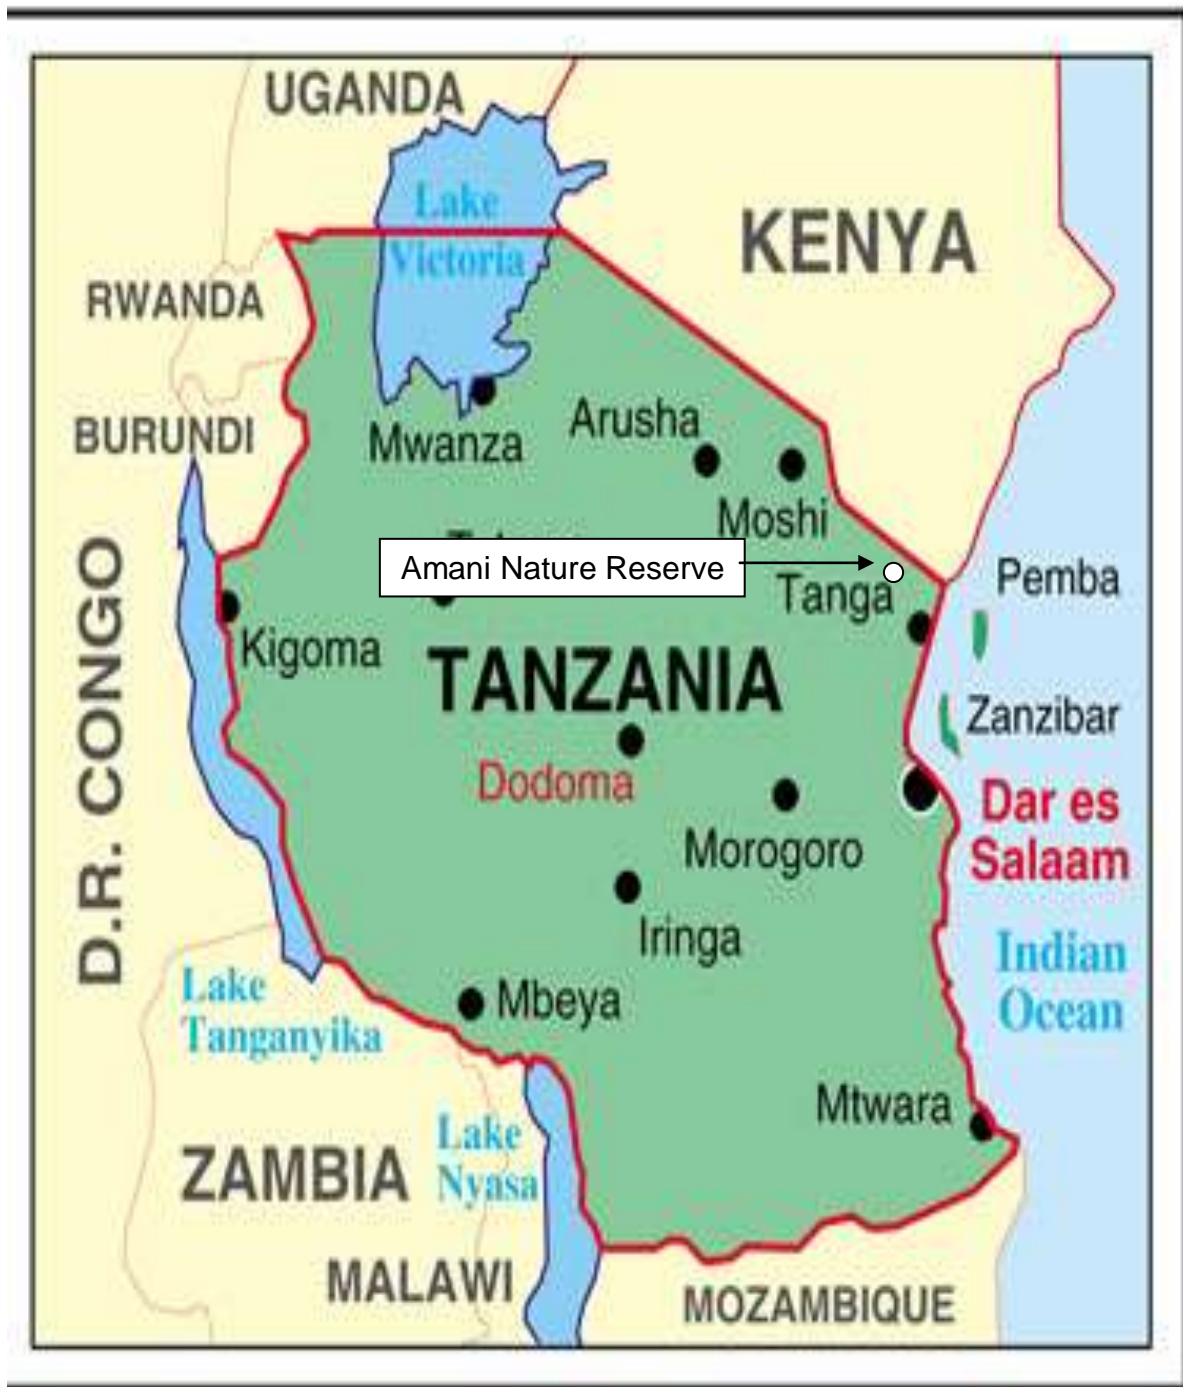 UGANDA
Lake
Victoria
KENYA
RWANDA
BURUNDI
Mwanza
Arusha
Moshi
Amani Nature Reserve
Tanga
Pemba
Kigoma
TANZANIA
Zanzibar
D.R. CONGO
Dodoma
Dar es
Salaam
Morogoro
Iringa
Indian
Ocean
Lake
Tanganyika
Mbeya
Mtwara
Lake
Nyasa
ZAMBIA
MALAWI
MOZAMBIQUE